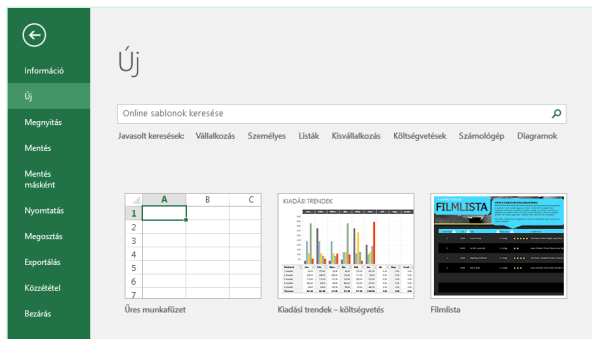 Információ
Új
Megnyitás
Mentés
Mentés
másként
Nyomtatás
Megosztás
Exportálás
Közzététel
Bezárás
Új
Online sablonok keresése
Javasolt keresések: Vállalkozás Személyes Listák Kisvállalkozás Költségvetések Számológép Diagramok
A B C
1
2
3
4
5
6
7
Üres munkafüzet
KIADÁSI TRENDEK
Kiadási trendek – költségvetés
FILMLISTA
Filmlista